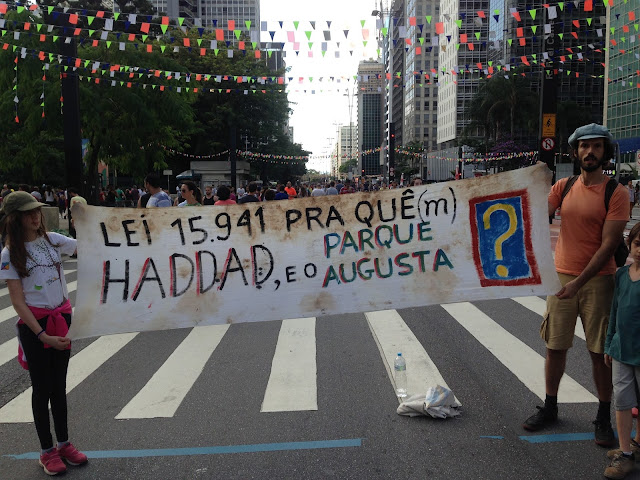 LEI 15.941 PRA QUÊ(m)
HADDAD, E O PARQUE AUGUSTA
?